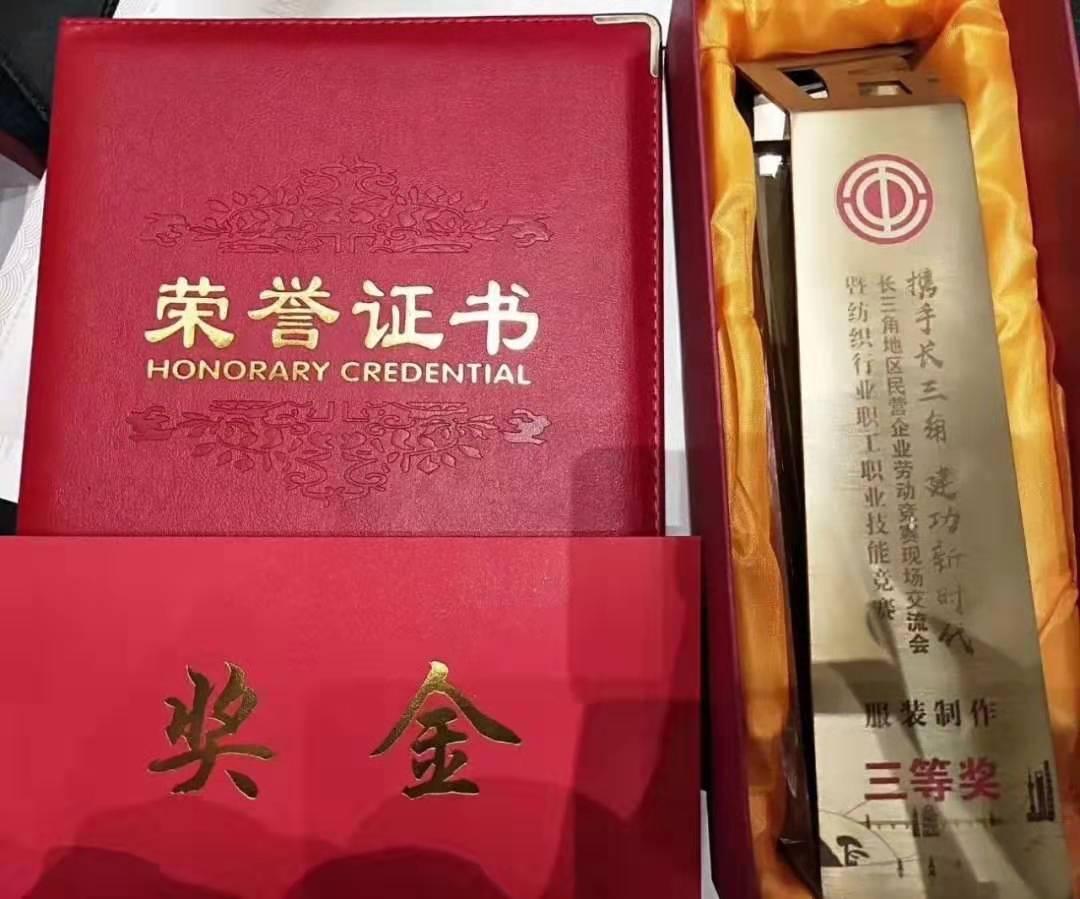 荣誉证书
HONORARY CREDENTIAL
奖金
携手长三角 建功新时代
长三角地区民营企业劳动竞赛现场交流会
暨纺织行业职工职业技能竞赛
服装制作
三等奖